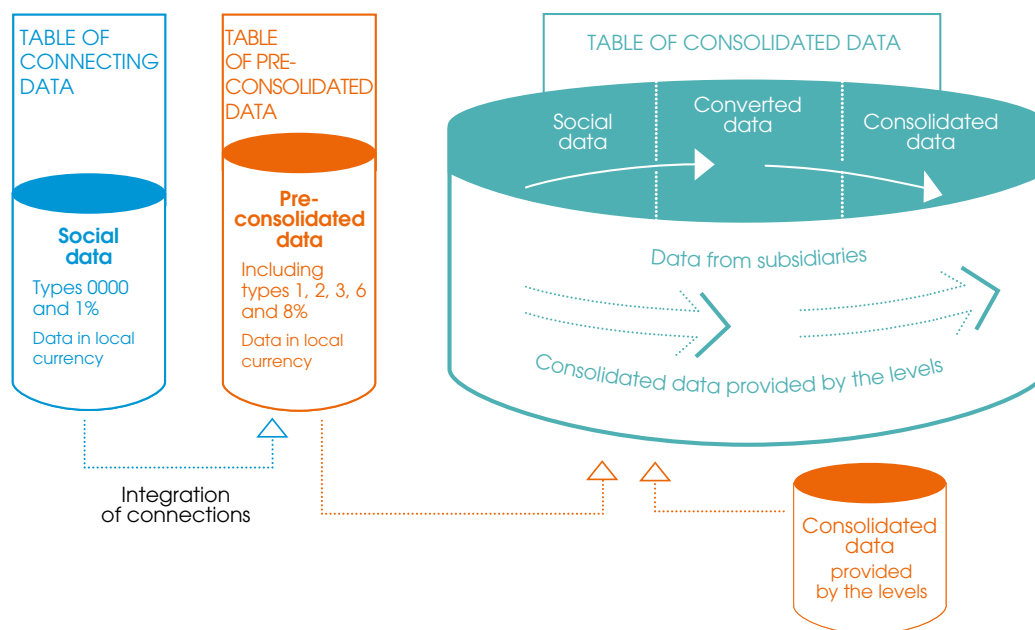 TABLE OF
CONNECTING
DATA
Social
data
Types 0000
and 1%
Data in local
currency
TABLE
OF PRE-
CONSOLIDATED
DATA
Pre-
consolidated
data
Including
types 1, 2, 3, 6
and 8%
Data in local
currency
Integration
of connections
TABLE OF CONSOLIDATED DATA
Social
data
Converted
data
Consolidated
data
Data from subsidiaries
Consolidated data provided by the levels
Consolidated
data
provided
by the levels